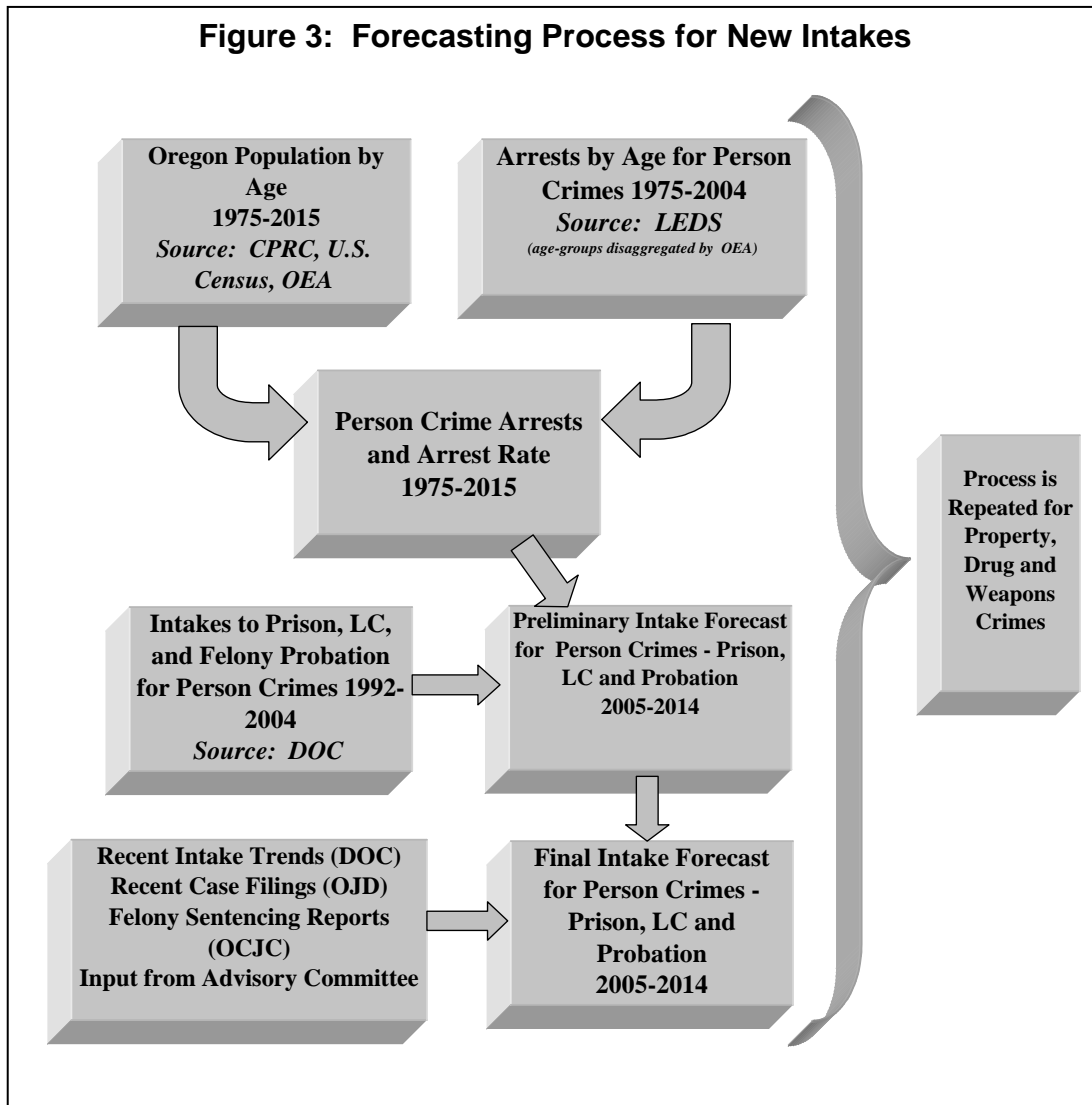 Figure 3:  Forecasting Process for New Intakes
Oregon Population by
Age
1975-2015
Source:  CPRC, U.S.
Census, OEA
Arrests by Age for Person
Crimes 1975-2004
Source:  LEDS
(age-groups disaggregated by  OEA)
Person Crime Arrests
and Arrest Rate
1975-2015
Process is
Repeated for
Property,
Drug and
Weapons
Crimes
Intakes to Prison, LC,
and Felony Probation
for Person Crimes 1992-
2004
Source:  DOC
Preliminary Intake Forecast
for  Person Crimes - Prison,
LC and Probation
2005-2014
Recent Intake Trends (DOC)
Recent Case Filings (OJD)
Felony Sentencing Reports
(OCJC)
Input from Advisory Committee
Final Intake Forecast
for Person Crimes -
Prison, LC and
Probation
2005-2014